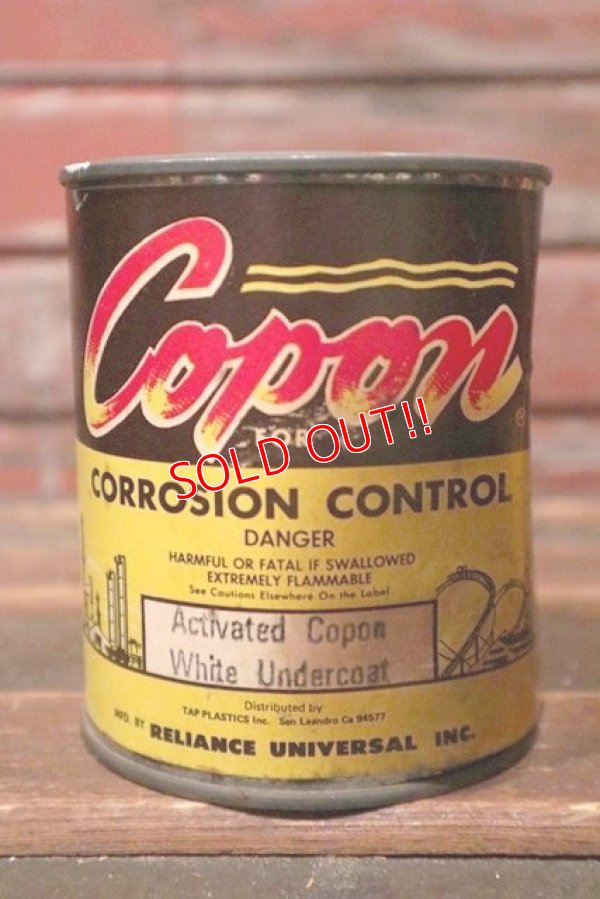 Copon
FOR
SOLD OUT!!
CORROSION CONTROL
DANGER
HARMFUL OR FATAL IF SWALLOWED
EXTREMELY FLAMMABLE
See Cautions Elsewhere On the Label
Activated Copon
White Undercoat
Distributed by
TAP PLASTICS Inc. San Leandro Ca 94577
MFD. BY RELIANCE UNIVERSAL INC.